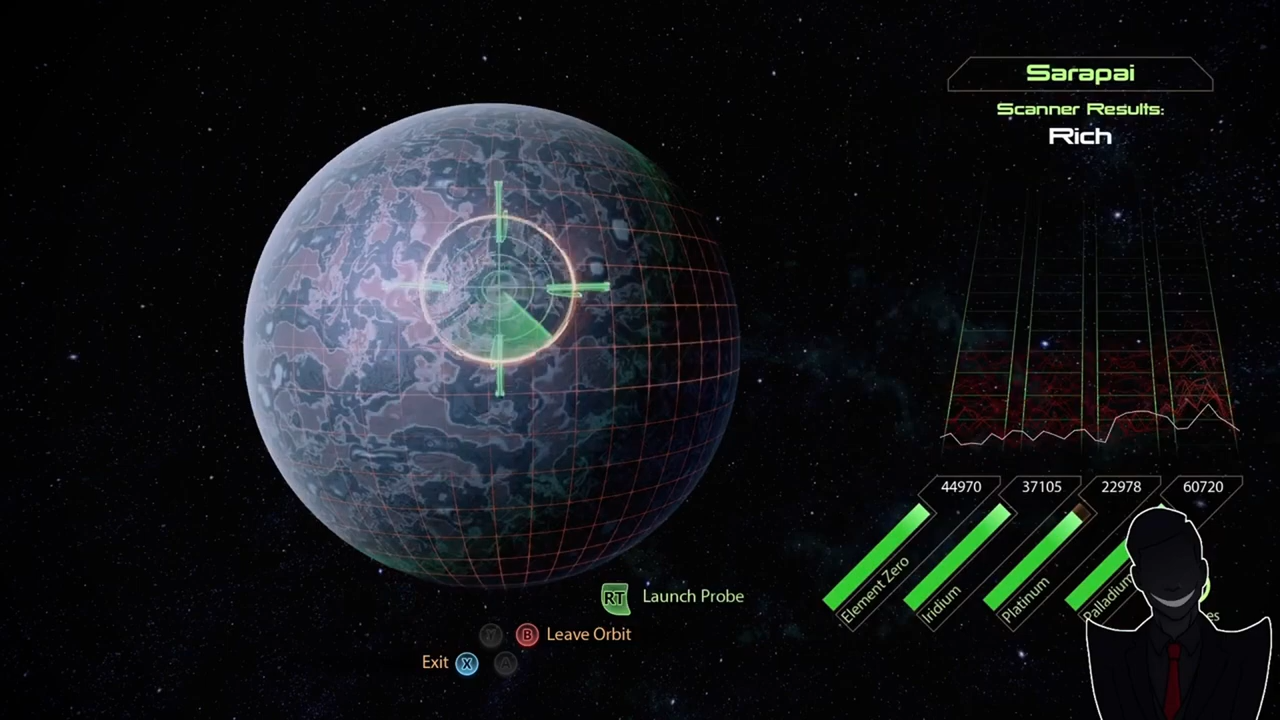 Sarapai
Scanner Results:
Rich
44970 37105 22978 60720
Element Zero Iridium Platinum Palladium
RT Launch Probe
Y B Leave Orbit
Exit X A